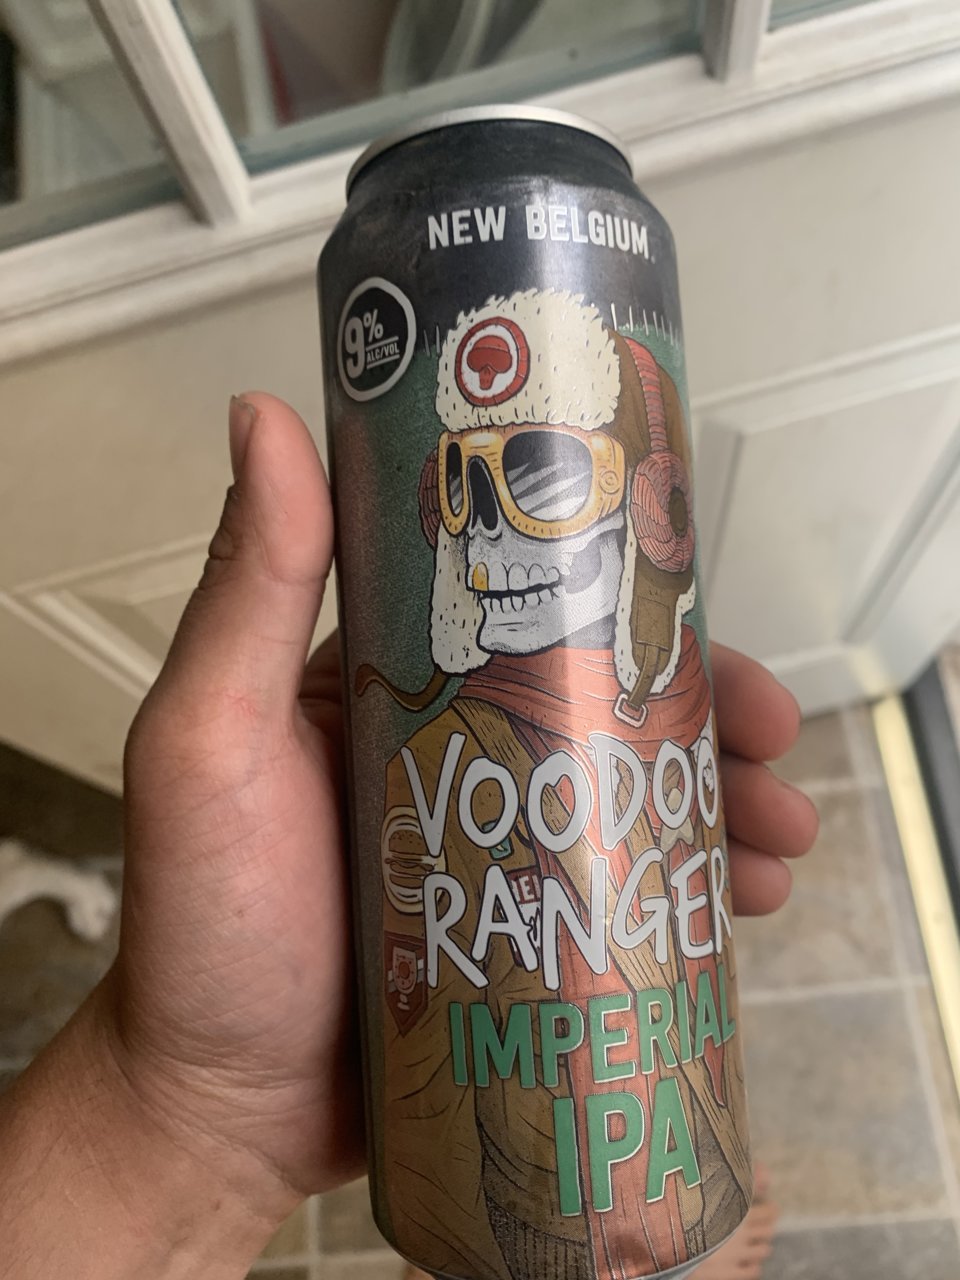 NEW BELGIUM
9%
ALC/VOL
VOODOO
RANGER
IMPERIAL
IPA